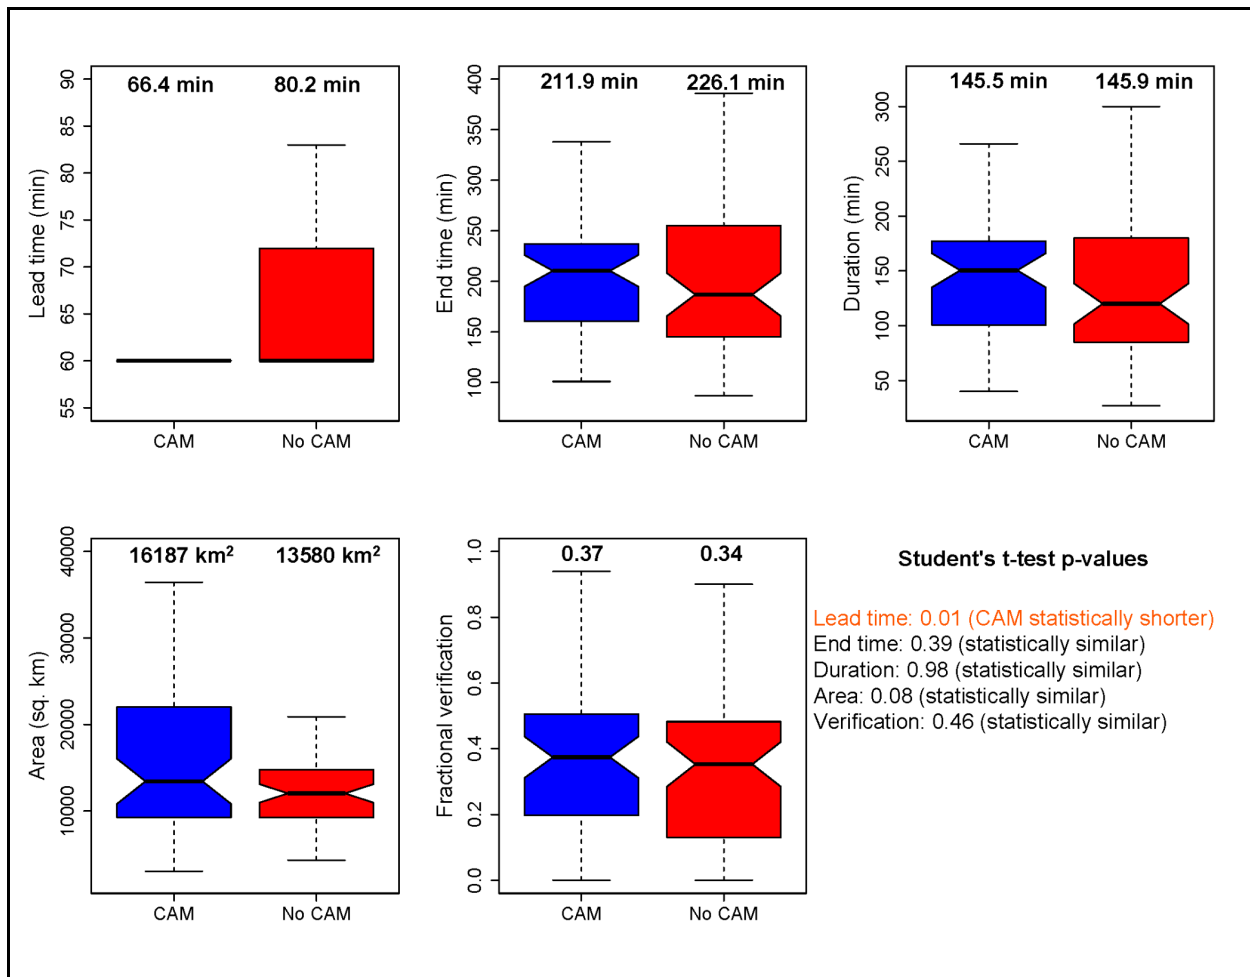 66.4 min 80.2 min
Lead time (min)
90
85
80
75
70
65
60
55
CAM No CAM
211.9 min 226.1 min
End time (min)
400
350
300
250
200
150
100
CAM No CAM
145.5 min 145.9 min
Duration (min)
300
250
200
150
100
50
CAM No CAM
16187 km² 13580 km²
Area (sq. km)
40000
30000
20000
10000
CAM No CAM
0.37 0.34
Fractional verification
1.0
0.8
0.6
0.4
0.2
0.0
CAM No CAM
Student's t-test p-values
Lead time: 0.01 (CAM statistically shorter)
End time: 0.39 (statistically similar)
Duration: 0.98 (statistically similar)
Area: 0.08 (statistically similar)
Verification: 0.46 (statistically similar)